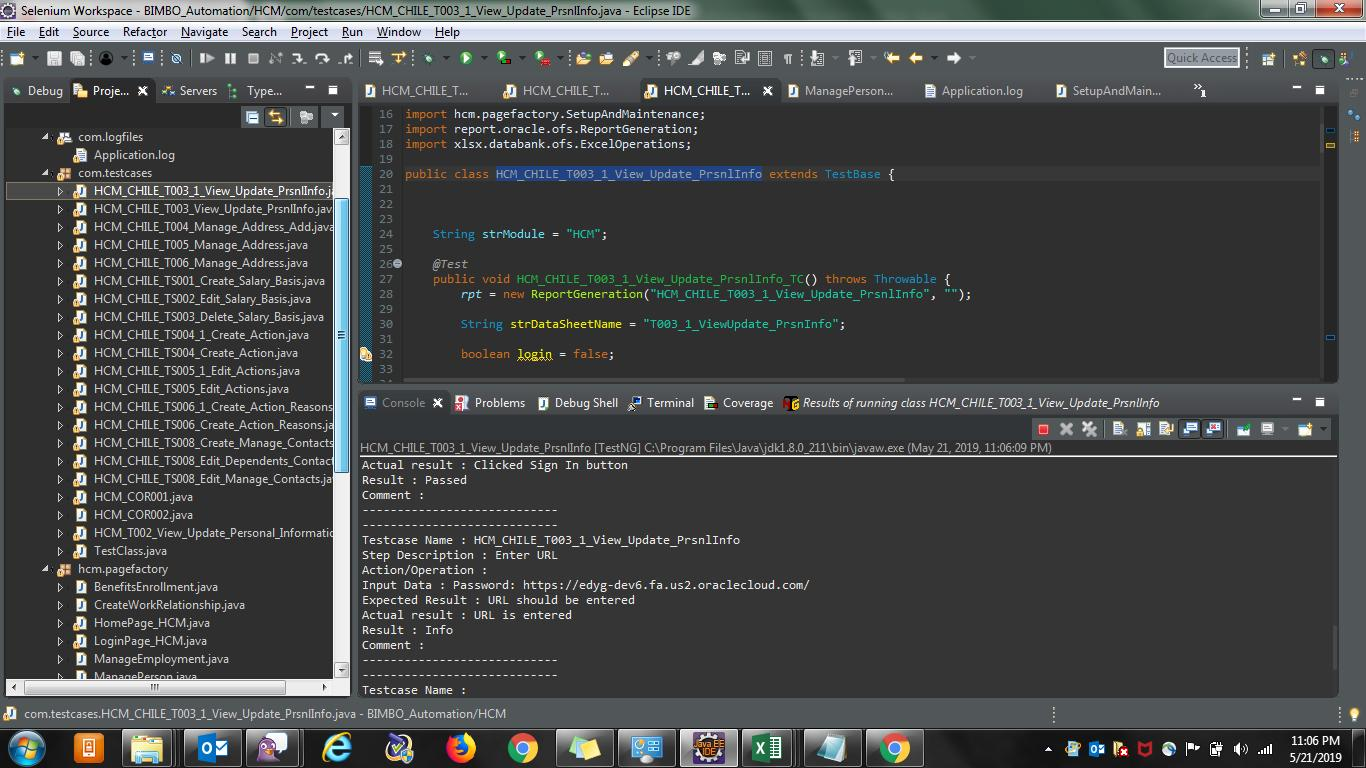 Selenium Workspace - BIMBO_Automation/HCM/com/testcases/HCM_CHILE_T003_1_View_Update_PrsnlInfo.java - Eclipse IDE
File Edit Source Refactor Navigate Search Project Run Window Help
Quick Access
Debug Proje... Servers Type...
com.logfiles
Application.log
com.testcases
HCM_CHILE_T003_1_View_Update_PrsnlInfo.ja
HCM_CHILE_T003_View_Update_PrsnlInfo.java
HCM_CHILE_T004_Manage_Address_Add.java
HCM_CHILE_T005_Manage_Address.java
HCM_CHILE_T006_Manage_Address.java
HCM_CHILE_TS001_Create_Salary_Basis.java
HCM_CHILE_TS002_Edit_Salary_Basis.java
HCM_CHILE_TS003_Delete_Salary_Basis.java
HCM_CHILE_TS004_1_Create_Action.java
HCM_CHILE_TS004_Create_Action.java
HCM_CHILE_TS005_1_Edit_Actions.java
HCM_CHILE_TS005_Edit_Actions.java
HCM_CHILE_TS006_1_Create_Action_Reasons
HCM_CHILE_TS006_Create_Action_Reasons.ja
HCM_CHILE_TS008_Create_Manage_Contacts
HCM_CHILE_TS008_Edit_Dependents_Contact
HCM_CHILE_TS008_Edit_Manage_Contacts.ja
HCM_COR001.java
HCM_COR002.java
HCM_T002_View_Update_Personal_Informatio
TestClass.java
hcm.pagefactory
BenefitsEnrollment.java
CreateWorkRelationship.java
HomePage_HCM.java
LoginPage_HCM.java
ManageEmployment.java
ManagePerson.java
HCM_CHILE_T... HCM_CHILE_T... HCM_CHILE_T... ManagePerson... Application.log SetupAndMain... »1
16 import hcm.pagefactory.SetupAndMaintenance;
17 import report.oracle.ofs.ReportGeneration;
18 import xlsx.databank.ofs.ExcelOperations;
19
20 public class HCM_CHILE_T003_1_View_Update_PrsnlInfo extends TestBase {
21
22
23
24 String strModule = "HCM";
25
26 @Test
27 public void HCM_CHILE_T003_1_View_Update_PrsnlInfo_TC() throws Throwable {
28 rpt = new ReportGeneration("HCM_CHILE_T003_1_View_Update_PrsnlInfo", "");
29
30 String strDataSheetName = "T003_1_ViewUpdate_PrsnInfo";
31
32 boolean login = false;
33
Console Problems Debug Shell Terminal Coverage Results of running class HCM_CHILE_T003_1_View_Update_PrsnlInfo
HCM_CHILE_T003_1_View_Update_PrsnlInfo [TestNG] C:\Program Files\Java\jdk1.8.0_211\bin\javaw.exe (May 21, 2019, 11:06:09 PM)
Actual result : Clicked Sign In button
Result : Passed
Comment :
----------------------------
----------------------------
Testcase Name : HCM_CHILE_T003_1_View_Update_PrsnlInfo
Step Description : Enter URL
Action/Operation :
Input Data : Password: https://edyg-dev6.fa.us2.oraclecloud.com/
Expected Result : URL should be entered
Actual result : URL is entered
Result : Info
Comment :
----------------------------
----------------------------
Testcase Name :
com.testcases.HCM_CHILE_T003_1_View_Update_PrsnlInfo.java - BIMBO_Automation/HCM
Java EE
IDE
11:06 PM
5/21/2019